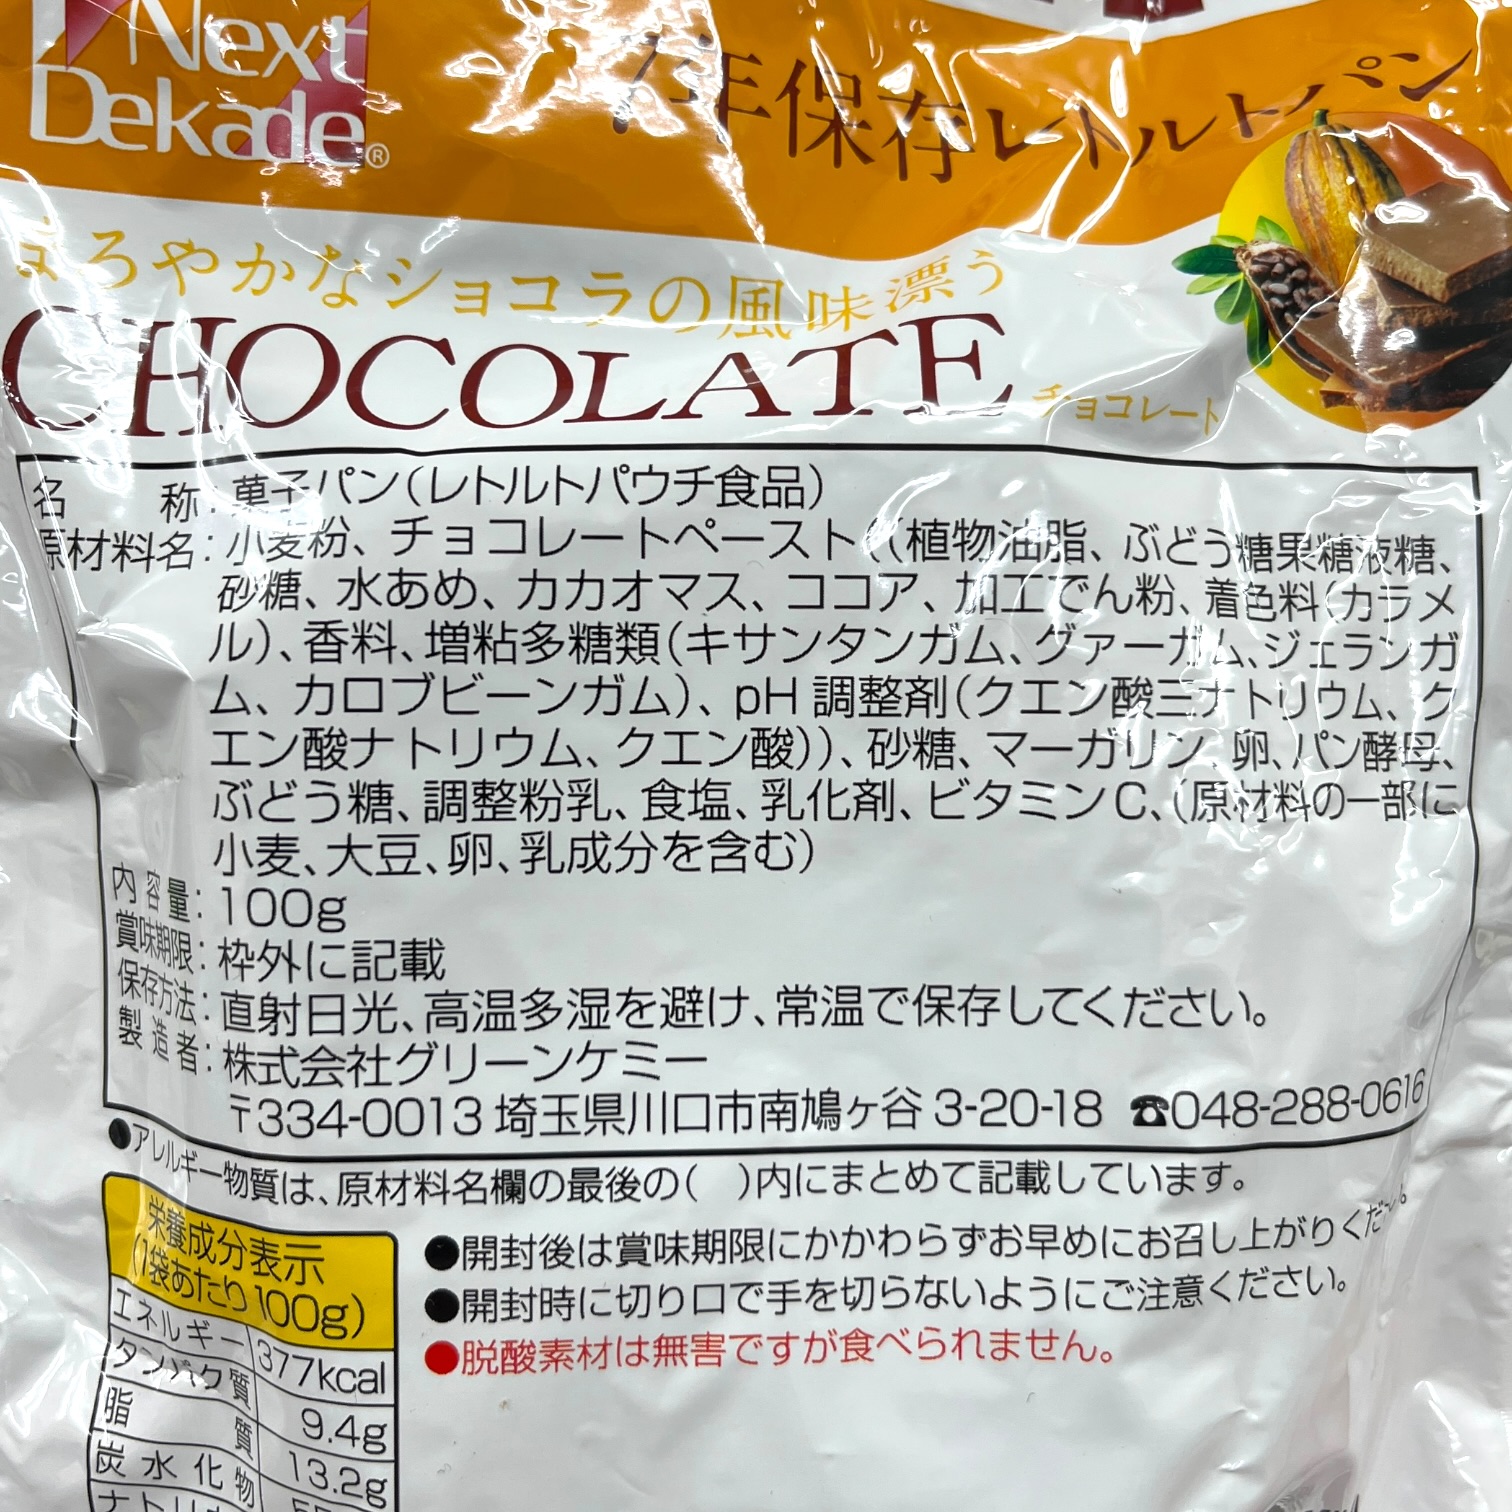 Next
Dekade®
7年保存レトルトパン
まろやかなショコラの風味漂う
CHOCOLATE チョコレート
名 称:菓子パン(レトルトパウチ食品)
原材料名:小麦粉、チョコレートペースト((植物油脂、ぶどう糖果糖液糖、
砂糖、水あめ、カカオマス、ココア、加工でん粉、着色料(カラメ
ル)、香料、増粘多糖類(キサンタンガム、グァーガム、ジェランガ
ム、カロブビーンガム)、pH調整剤(クエン酸三ナトリウム、ク
エン酸ナトリウム、クエン酸))、砂糖、マーガリン、卵、パン酵母、
ぶどう糖、調整粉乳、食塩、乳化剤、ビタミンC、(原材料の一部に
小麦、大豆、卵、乳成分を含む)
内容量:100g
賞味期限:枠外に記載
保存方法:直射日光、高温多湿を避け、常温で保存してください。
製造者:株式会社グリーンケミー
〒334-0013 埼玉県川口市南鳩ヶ谷3-20-18 ☎048-288-0616
●アレルギー物質は、原材料名欄の最後の( )内にまとめて記載しています。
栄養成分表示
(1袋あたり100g)
エネルギー 377kcal
タンパク質 9.4g
脂質 13.2g
炭水化物
●開封後は賞味期限にかかわらずお早めにお召し上がりください。
●開封時に切り口で手を切らないようにご注意ください。
●脱酸素材は無害ですが食べられません。